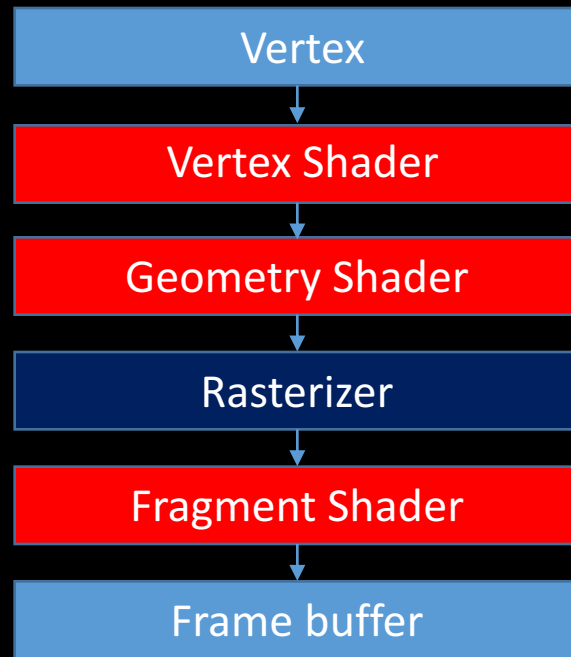 Vertex
Vertex Shader
Geometry Shader
Rasterizer
Fragment Shader
Frame buffer